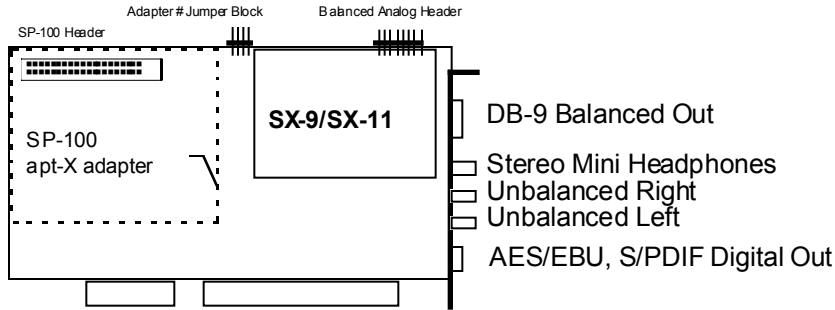 Adapter # Jumper Block
Balanced Analog Header
SP-100 Header
SX-9/SX-11
SP-100
apt-X adapter
DB-9 Balanced Out
Stereo Mini Headphones
Unbalanced Right
Unbalanced Left
AES/EBU, S/PDIF Digital Out